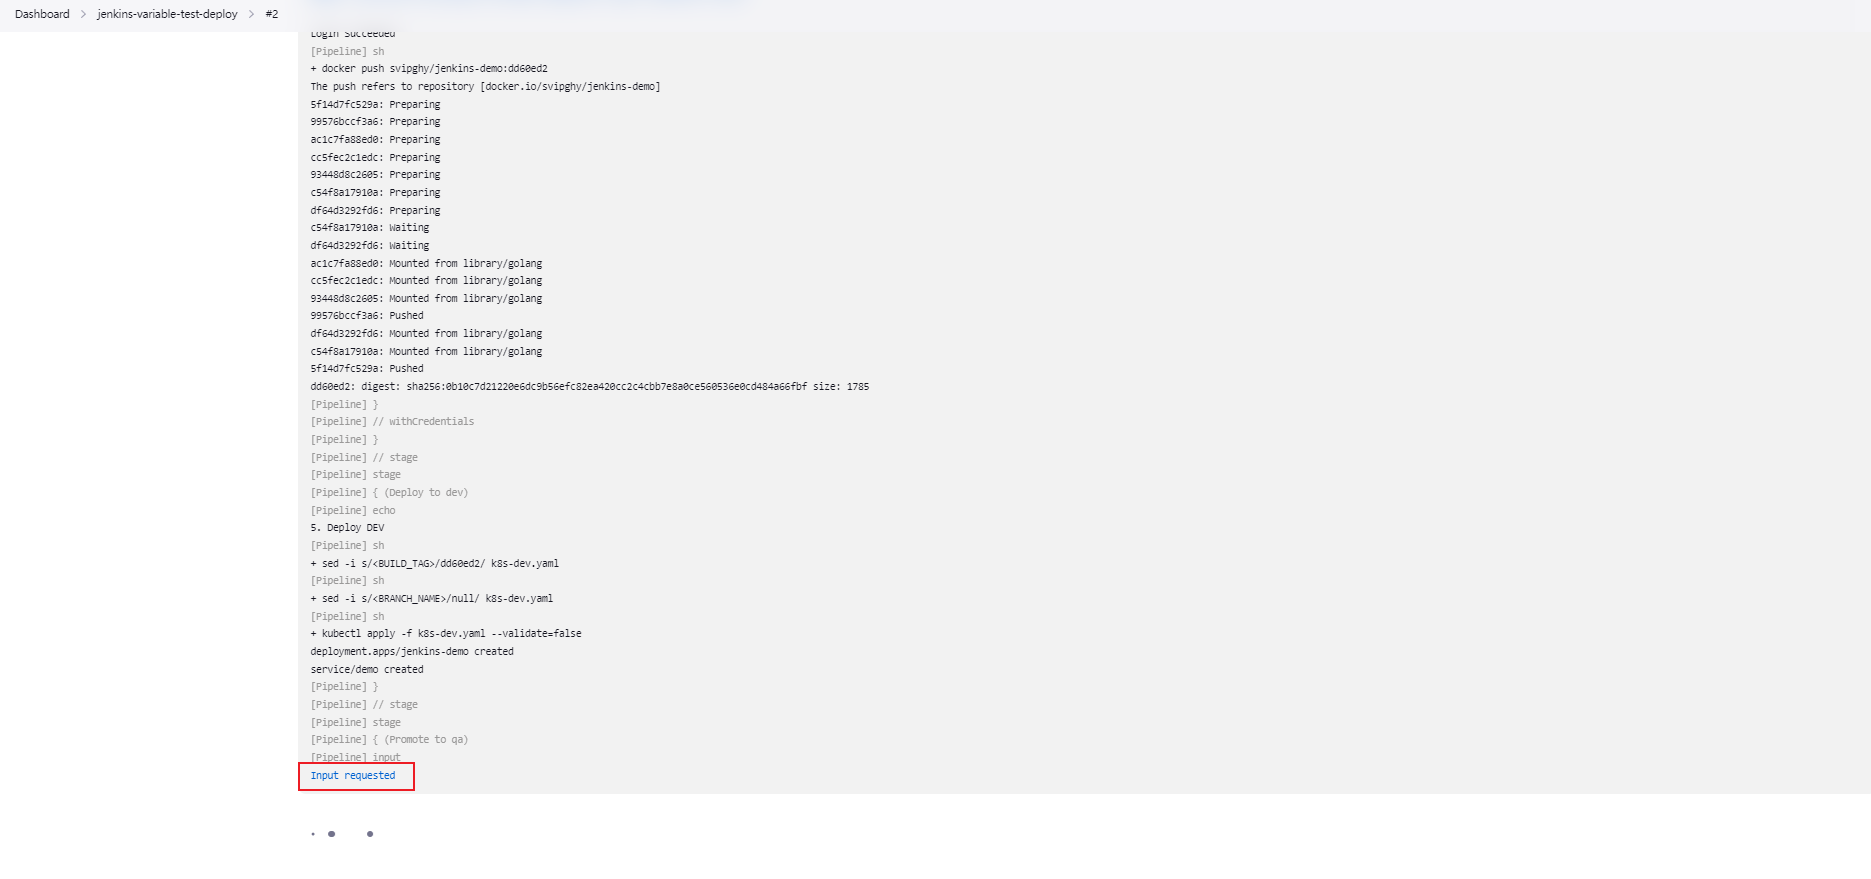 Dashboard > jenkins-variable-test-deploy > #2
Login Succeeded
[Pipeline] sh
+ docker push svipghy/jenkins-demo:dd60ed2
The push refers to repository [docker.io/svipghy/jenkins-demo]
5f14d7fc529a: Preparing
99576bccf3a6: Preparing
ac1c7fa88ed0: Preparing
cc5fec2c1edc: Preparing
93448d8c2605: Preparing
c54f8a17910a: Preparing
df64d3292fd6: Preparing
c54f8a17910a: Waiting
df64d3292fd6: Waiting
ac1c7fa88ed0: Mounted from library/golang
cc5fec2c1edc: Mounted from library/golang
93448d8c2605: Mounted from library/golang
99576bccf3a6: Pushed
df64d3292fd6: Mounted from library/golang
c54f8a17910a: Mounted from library/golang
5f14d7fc529a: Pushed
dd60ed2: digest: sha256:0b10c7d21220e6dc9b56efc82ea420cc2c4cbb7e8a0ce560536e0cd484a66fbf size: 1785
[Pipeline] }
[Pipeline] // withCredentials
[Pipeline] }
[Pipeline] // stage
[Pipeline] stage
[Pipeline] { (Deploy to dev)
[Pipeline] echo
5. Deploy DEV
[Pipeline] sh
+ sed -i s/<BUILD_TAG>/dd60ed2/ k8s-dev.yaml
[Pipeline] sh
+ sed -i s/<BRANCH_NAME>/null/ k8s-dev.yaml
[Pipeline] sh
+ kubectl apply -f k8s-dev.yaml --validate=false
deployment.apps/jenkins-demo created
service/demo created
[Pipeline] }
[Pipeline] // stage
[Pipeline] stage
[Pipeline] { (Promote to qa)
[Pipeline] input
Input requested